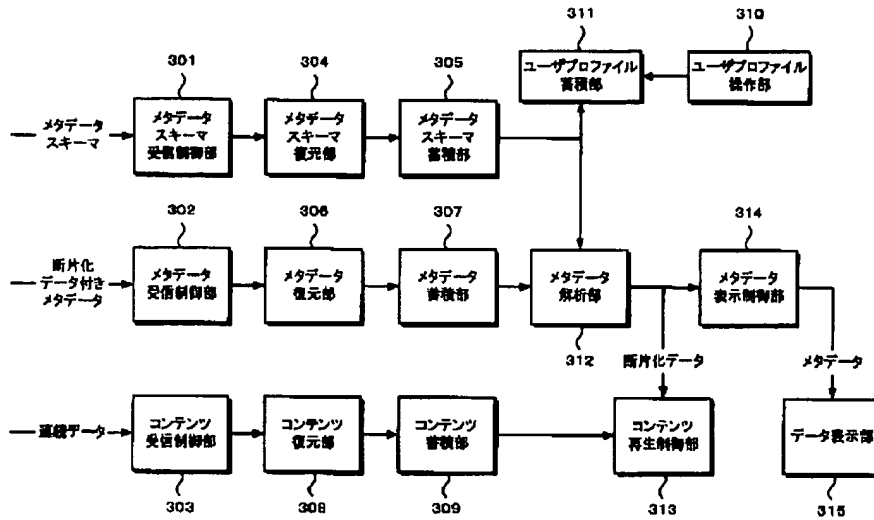 311
310
ユーザプロファイル
蓄積部
ユーザプロファイル
操作部
301
304
305
メタデータ
スキーマ
メタデータ
スキーマ
受信制御部
メタデータ
スキーマ
復元部
メタデータ
スキーマ
蓄積部
302
306
307
314
断片化
データ付き
メタデータ
メタデータ
受信制御部
メタデータ
復元部
メタデータ
蓄積部
メタデータ
解析部
メタデータ
表示制御部
312
断片化データ
メタデータ
連続データ
コンテンツ
受信制御部
コンテンツ
復元部
コンテンツ
蓄積部
コンテンツ
再生制御部
データ表示部
303
308
309
313
315